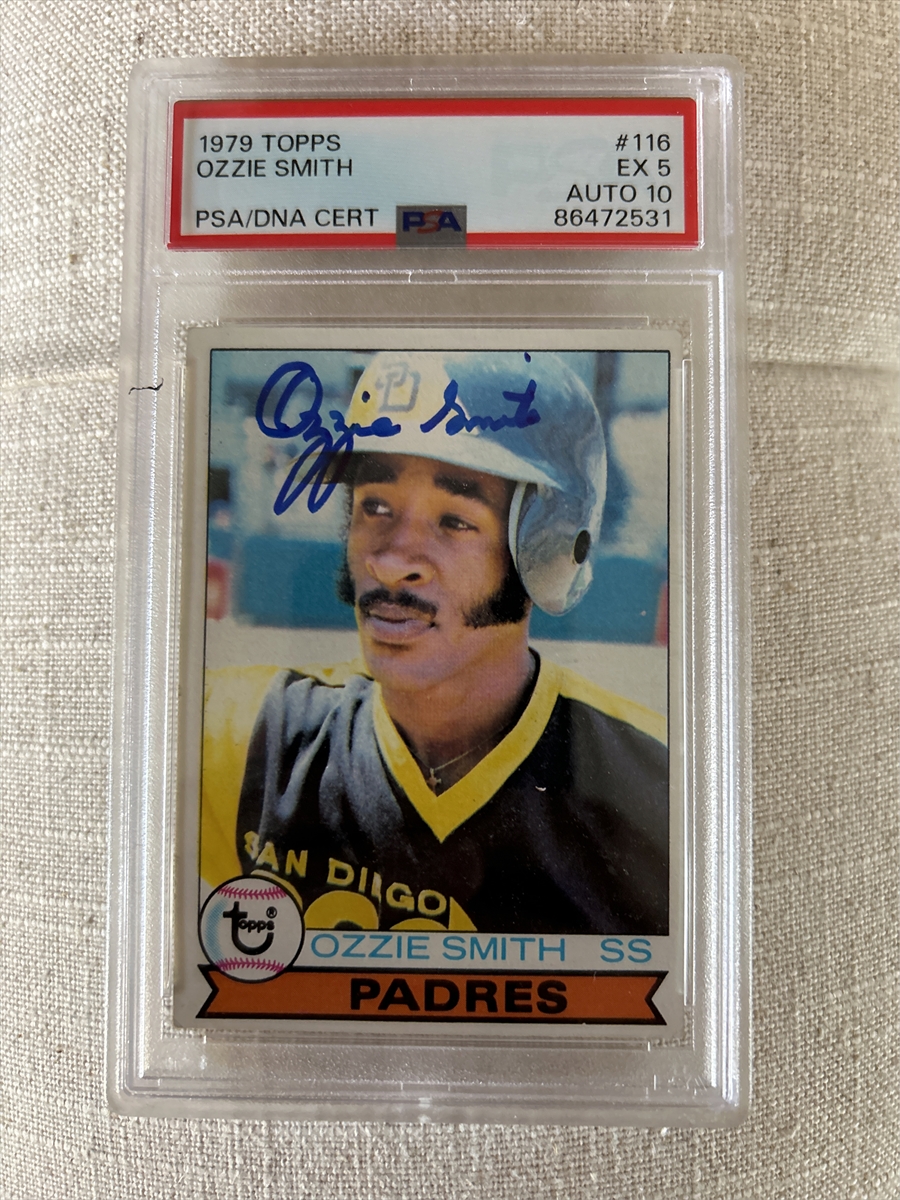 1979 TOPPS #116
OZZIE SMITH EX 5
AUTO 10
PSA/DNA CERT PSA 86472531
Ozzie Smith
PD
SAN DIEGO
topps®
OZZIE SMITH SS
PADRES